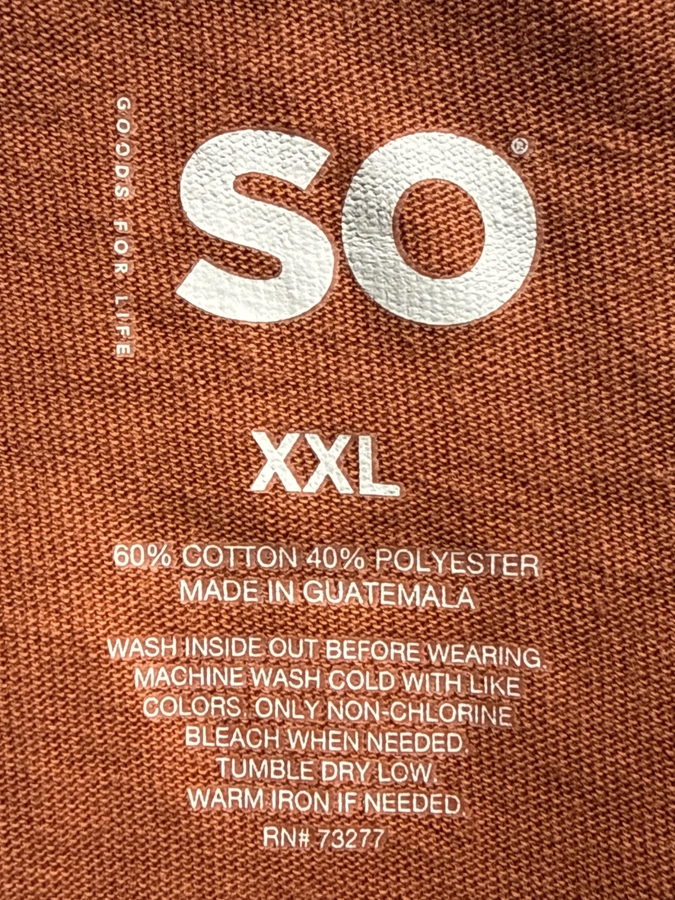 GOODS FOR LIFE
SO®
XXL
60% COTTON 40% POLYESTER
MADE IN GUATEMALA
WASH INSIDE OUT BEFORE WEARING.
MACHINE WASH COLD WITH LIKE
COLORS. ONLY NON-CHLORINE
BLEACH WHEN NEEDED.
TUMBLE DRY LOW.
WARM IRON IF NEEDED.
RN# 73277